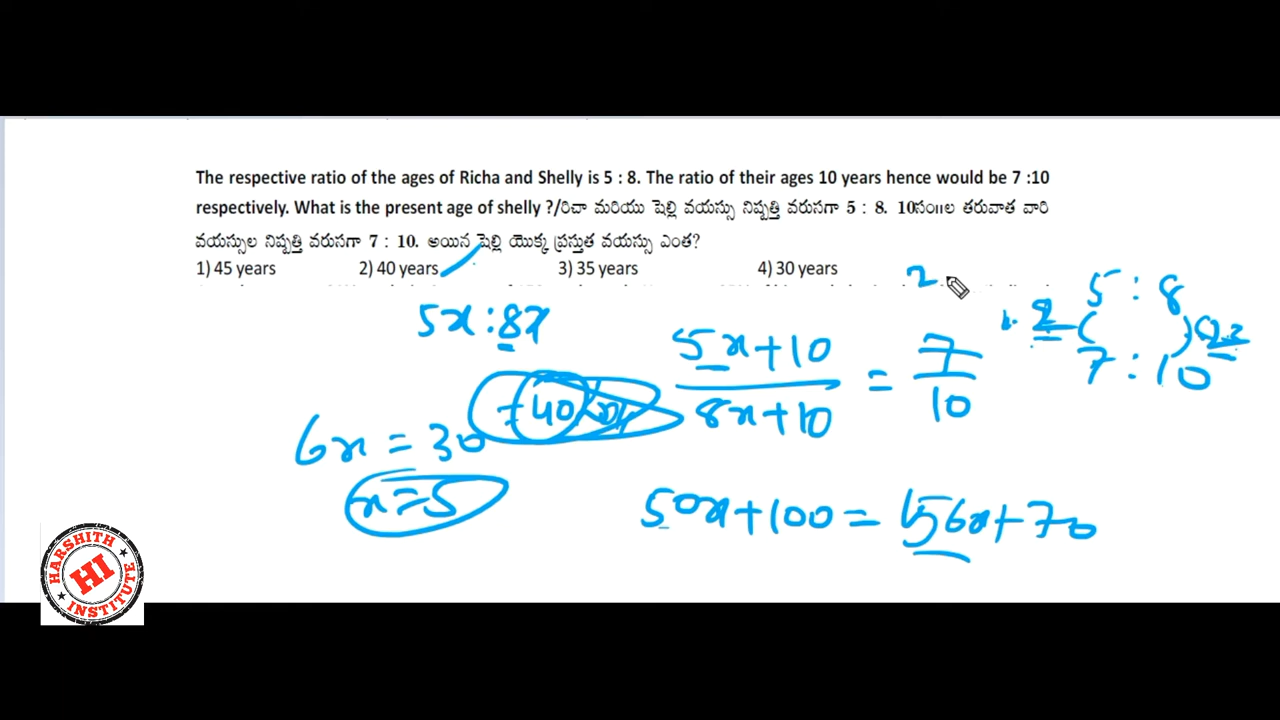 The respective ratio of the ages of Richa and Shelly is 5 : 8. The ratio of their ages 10 years hence would be 7 :10
respectively. What is the present age of shelly ?/రిచా మరియు షెల్లి వయస్సు నిష్పత్తి వరుసగా 5 : 8. 10సం॥ల తరువాత వారి
వయస్సుల నిష్పత్తి వరుసగా 7 : 10. అయిన షెల్లి యొక్క ప్రస్తుత వయస్సు ఎంత?
1) 45 years 2) 40 years 3) 35 years 4) 30 years
2
5 : 8
7 : 10
5x : 8x
5x+10
8x+10
=
7
10
40
6x = 30
x=5
50x+100 = 56x+70
HARSHITH
HI
INSTITUTE